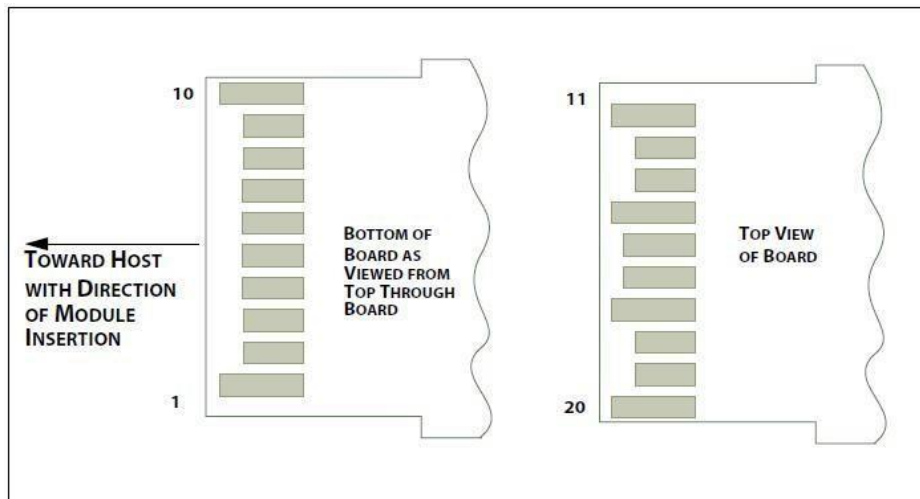 10
1
TOWARD HOST
WITH DIRECTION
OF MODULE
INSERTION
BOTTOM OF
BOARD AS
VIEWED FROM
TOP THROUGH
BOARD
11
20
TOP VIEW
OF BOARD